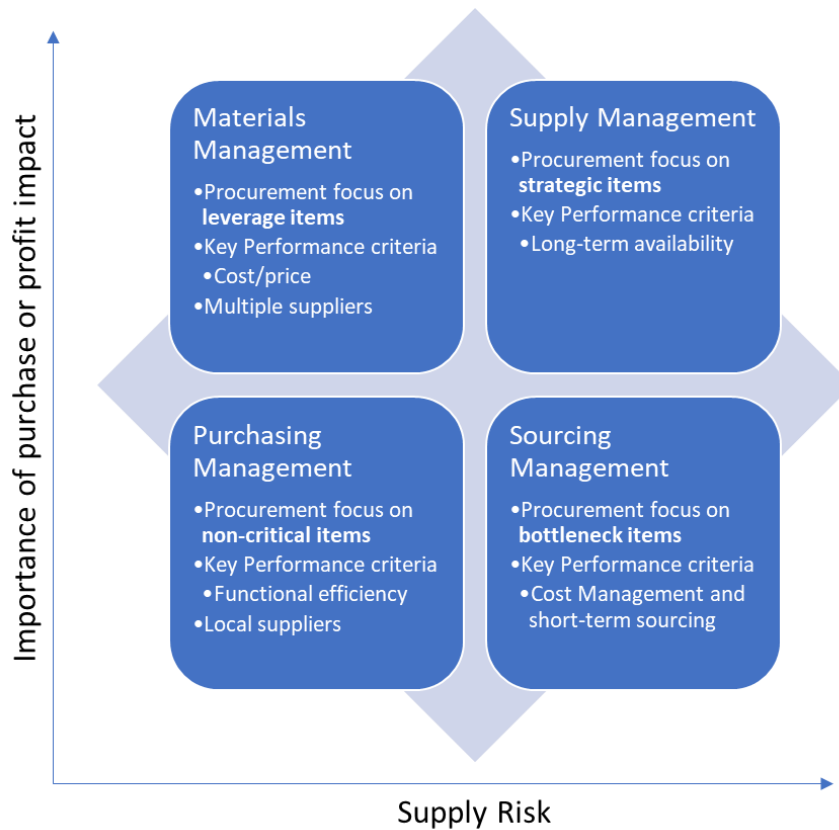 Importance of purchase or profit impact
Materials
Management
•Procurement focus on
leverage items
•Key Performance criteria
•Cost/price
•Multiple suppliers
Supply Management
•Procurement focus on
strategic items
•Key Performance criteria
•Long-term availability
Purchasing
Management
•Procurement focus on
non-critical items
•Key Performance criteria
•Functional efficiency
•Local suppliers
Sourcing
Management
•Procurement focus on
bottleneck items
•Key Performance criteria
•Cost Management and
short-term sourcing
Supply Risk